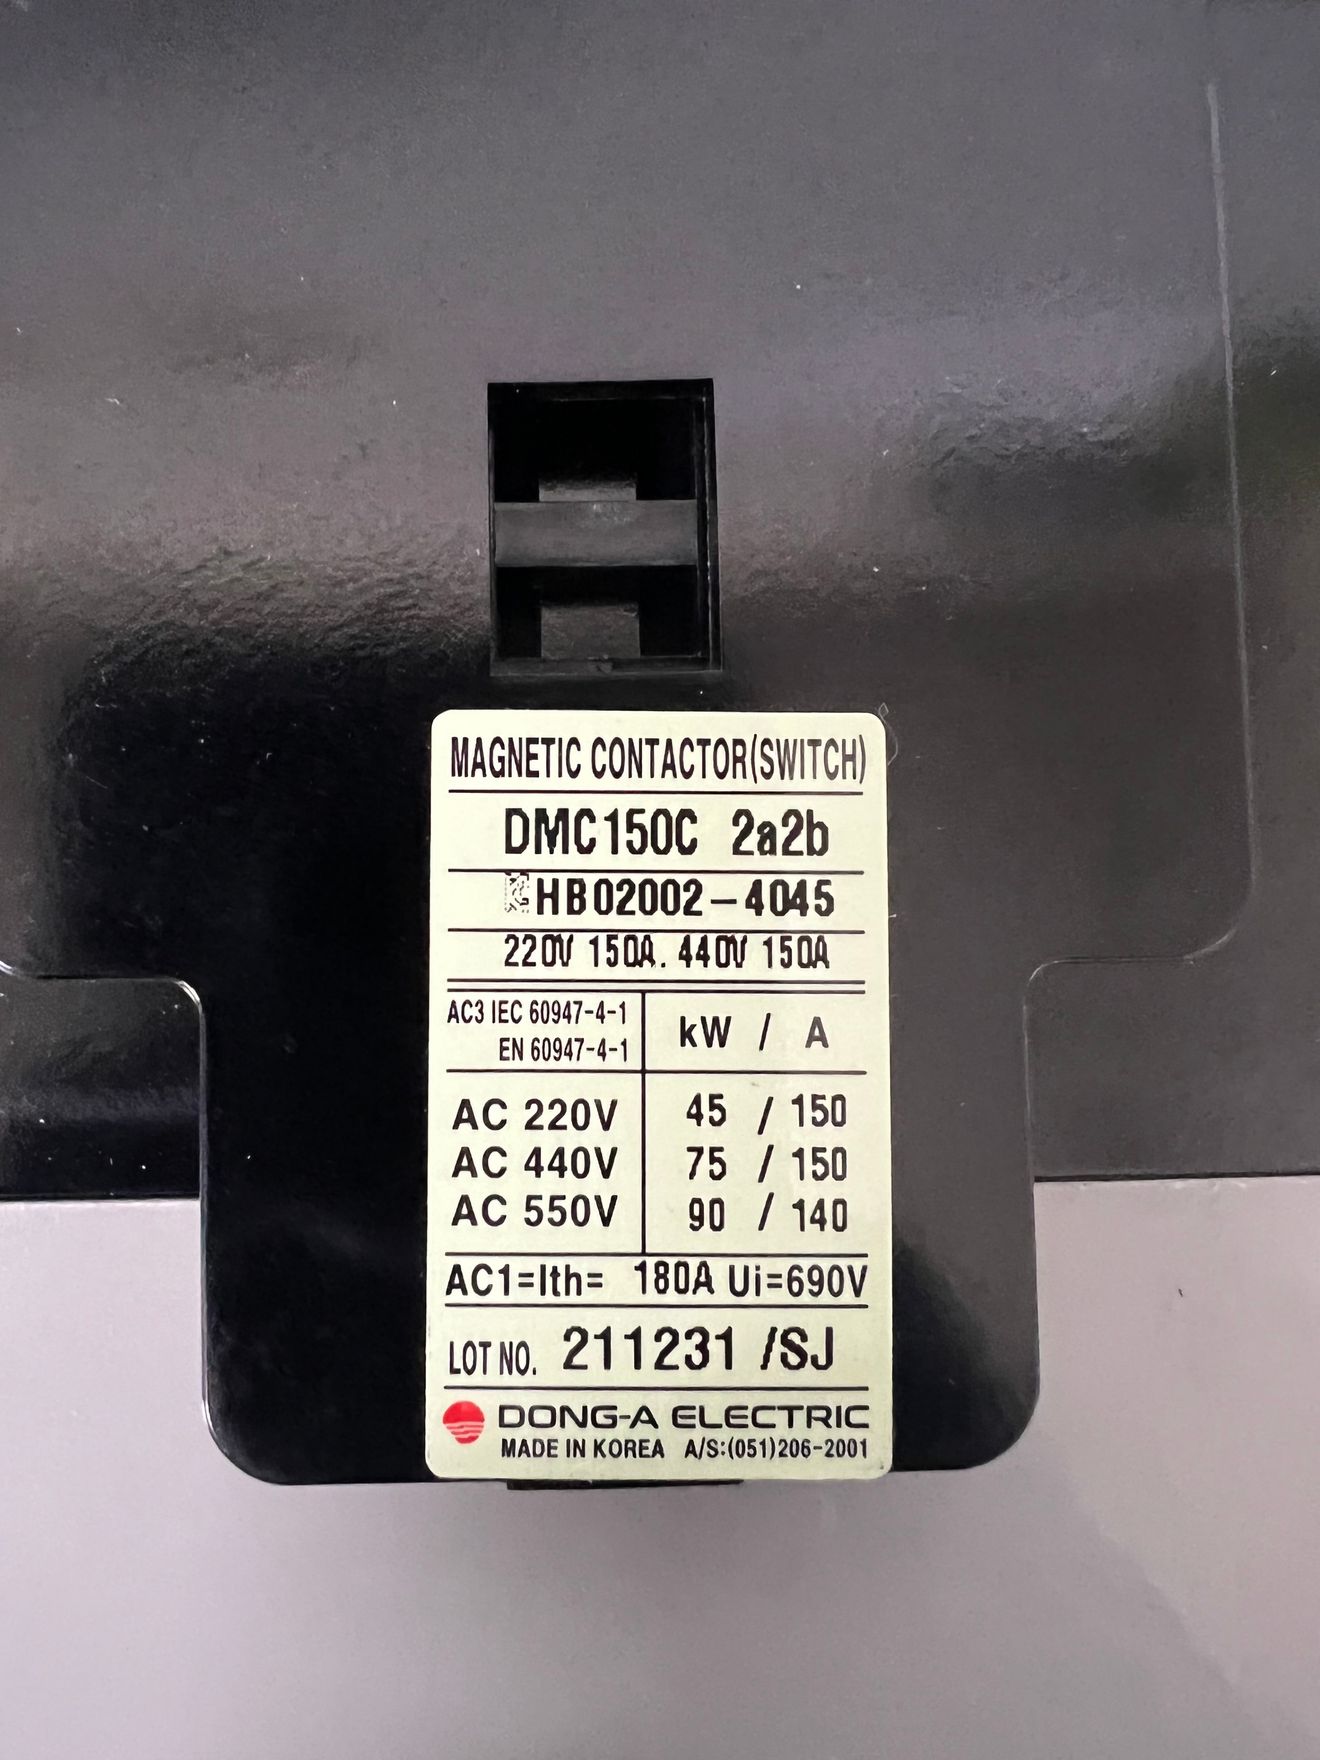 MAGNETIC CONTACTOR(SWITCH)
DMC150C 2a2b
HB02002-4045
220V 150A. 440V 150A
AC3 IEC 60947-4-1
EN 60947-4-1
kW / A
AC 220V 45 / 150
AC 440V 75 / 150
AC 550V 90 / 140
AC1=Ith= 180A Ui=690V
LOT NO. 211231 /SJ
DONG-A ELECTRIC
MADE IN KOREA A/S:(051)206-2001